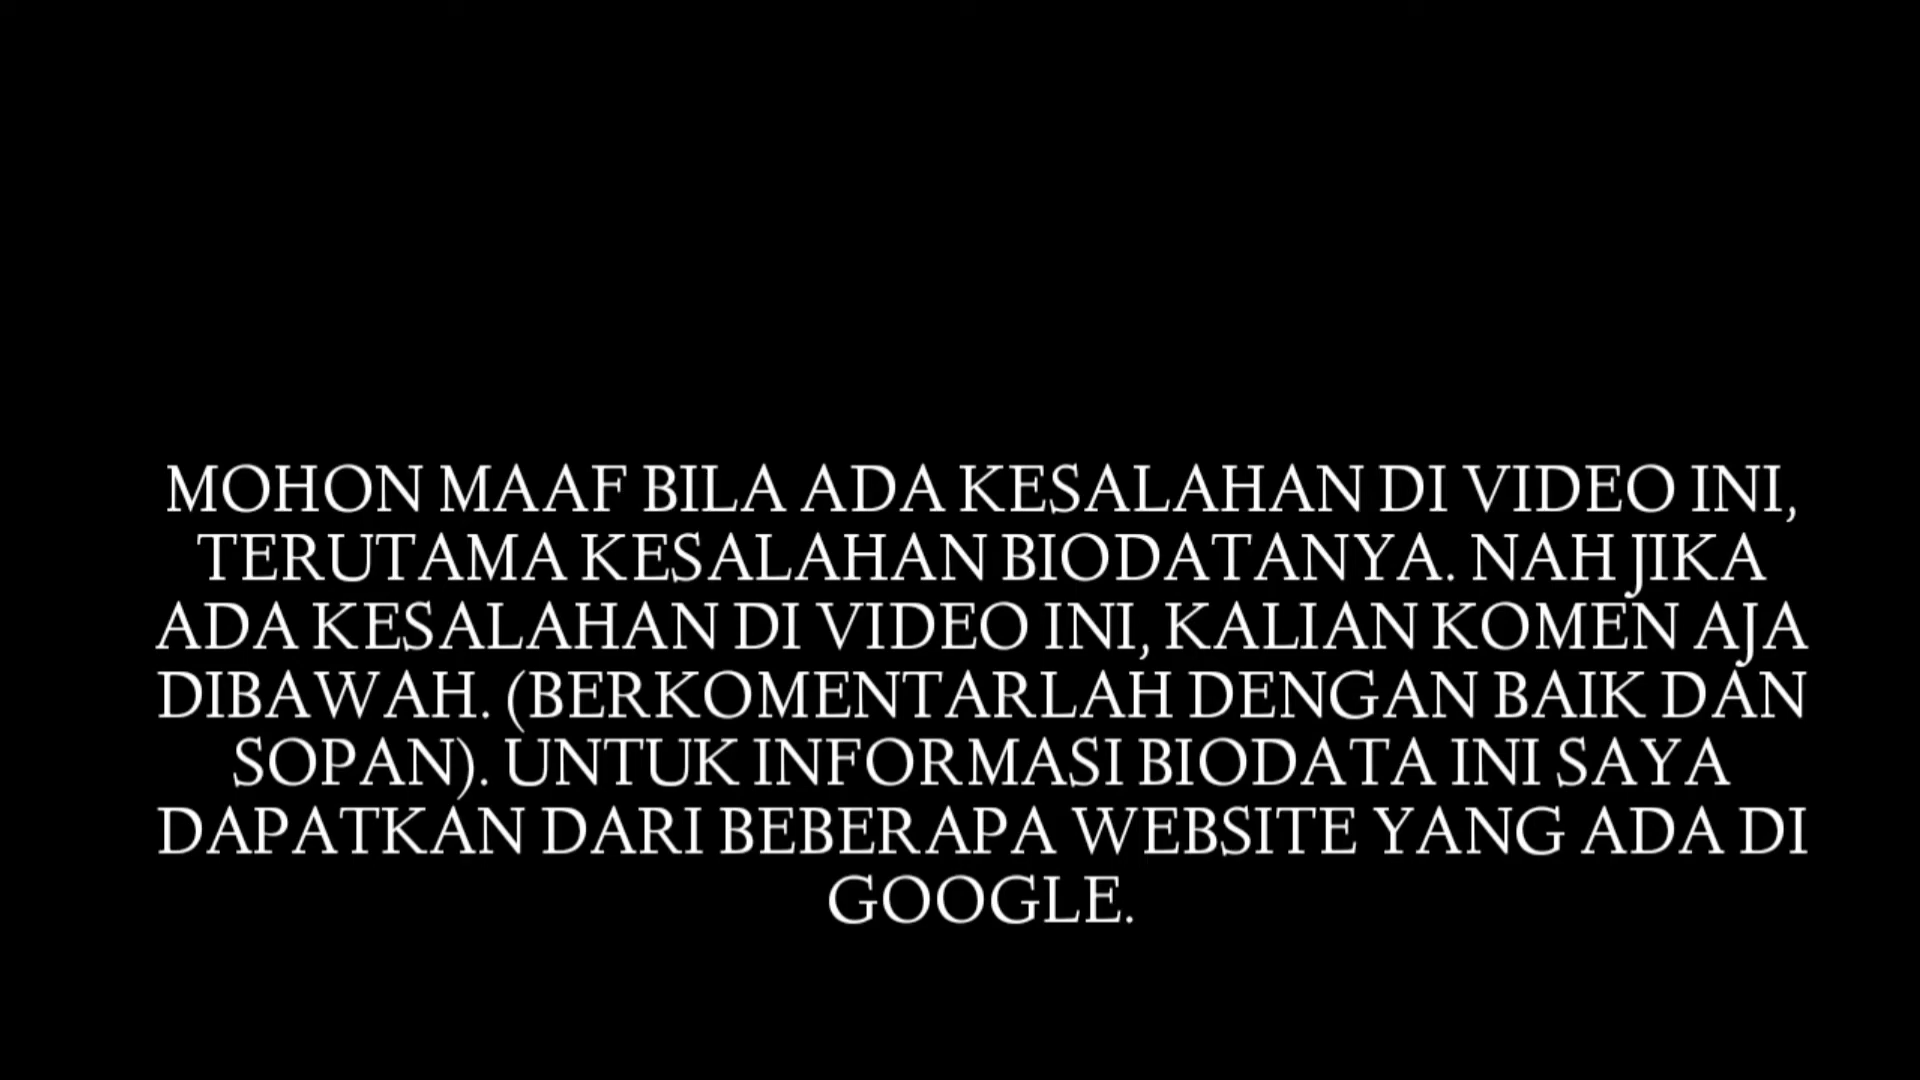 MOHON MAAF BILA ADA KESALAHAN DI VIDEO INI,
TERUTAMA KESALAHAN BIODATANYA. NAH JIKA
ADA KESALAHAN DI VIDEO INI, KALIAN KOMEN AJA
DIBAWAH. (BERKOMENTARLAH DENGAN BAIK DAN
SOPAN). UNTUK INFORMASI BIODATA INI SAYA
DAPATKAN DARI BEBERAPA WEBSITE YANG ADA DI
GOOGLE.